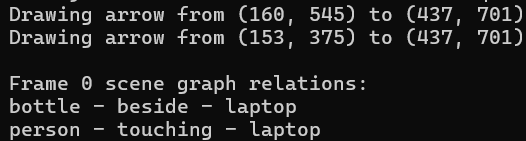 Drawing arrow from (160, 545) to (437, 701)
Drawing arrow from (153, 375) to (437, 701)
Frame 0 scene graph relations:
bottle - beside - laptop
person - touching - laptop